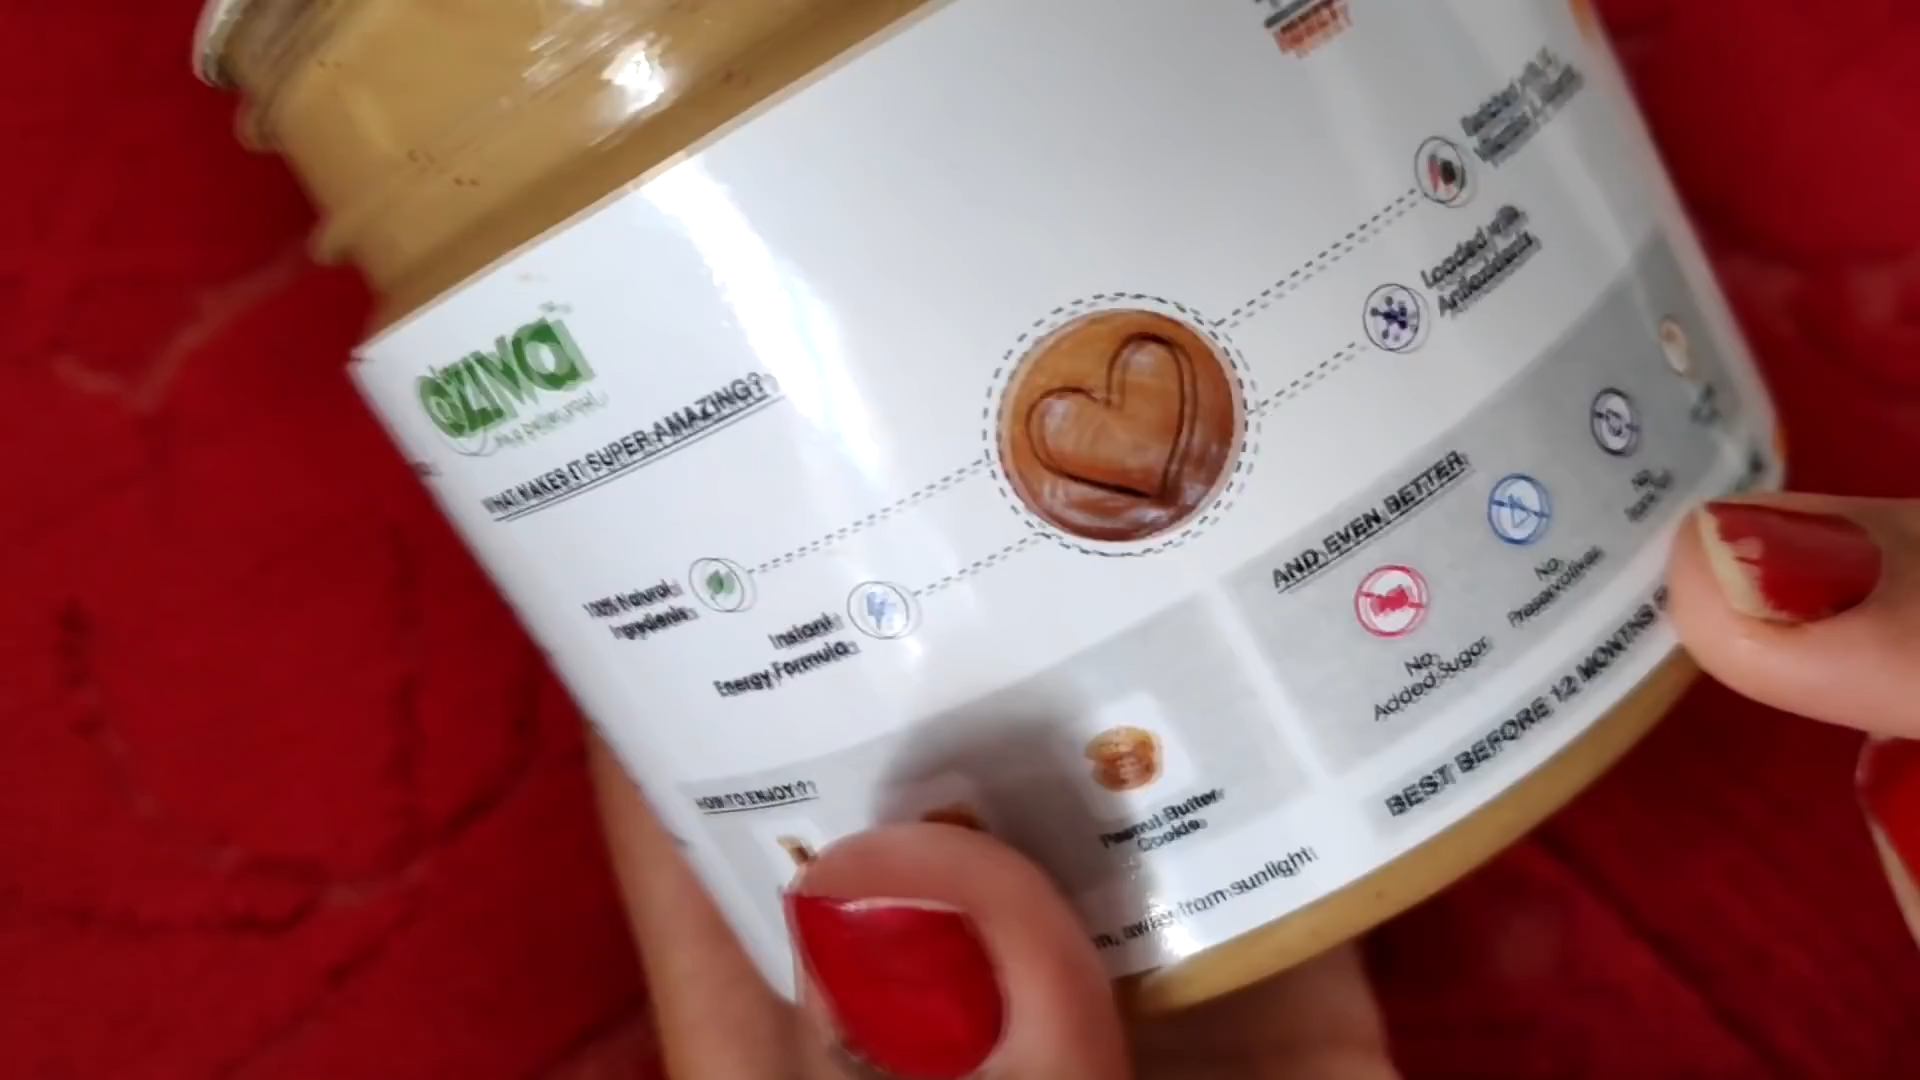 OZiva
WHAT MAKES IT SUPER AMAZING?
100% Natural
Ingredients
Instant
Energy Formula
Loaded with
Antioxidants
AND EVEN BETTER
No
Added Sugar
No
Preservatives
No
HOW TO ENJOY?
Peanut Butter
Cookie
away from sunlight
BEST BEFORE 12 MONTHS